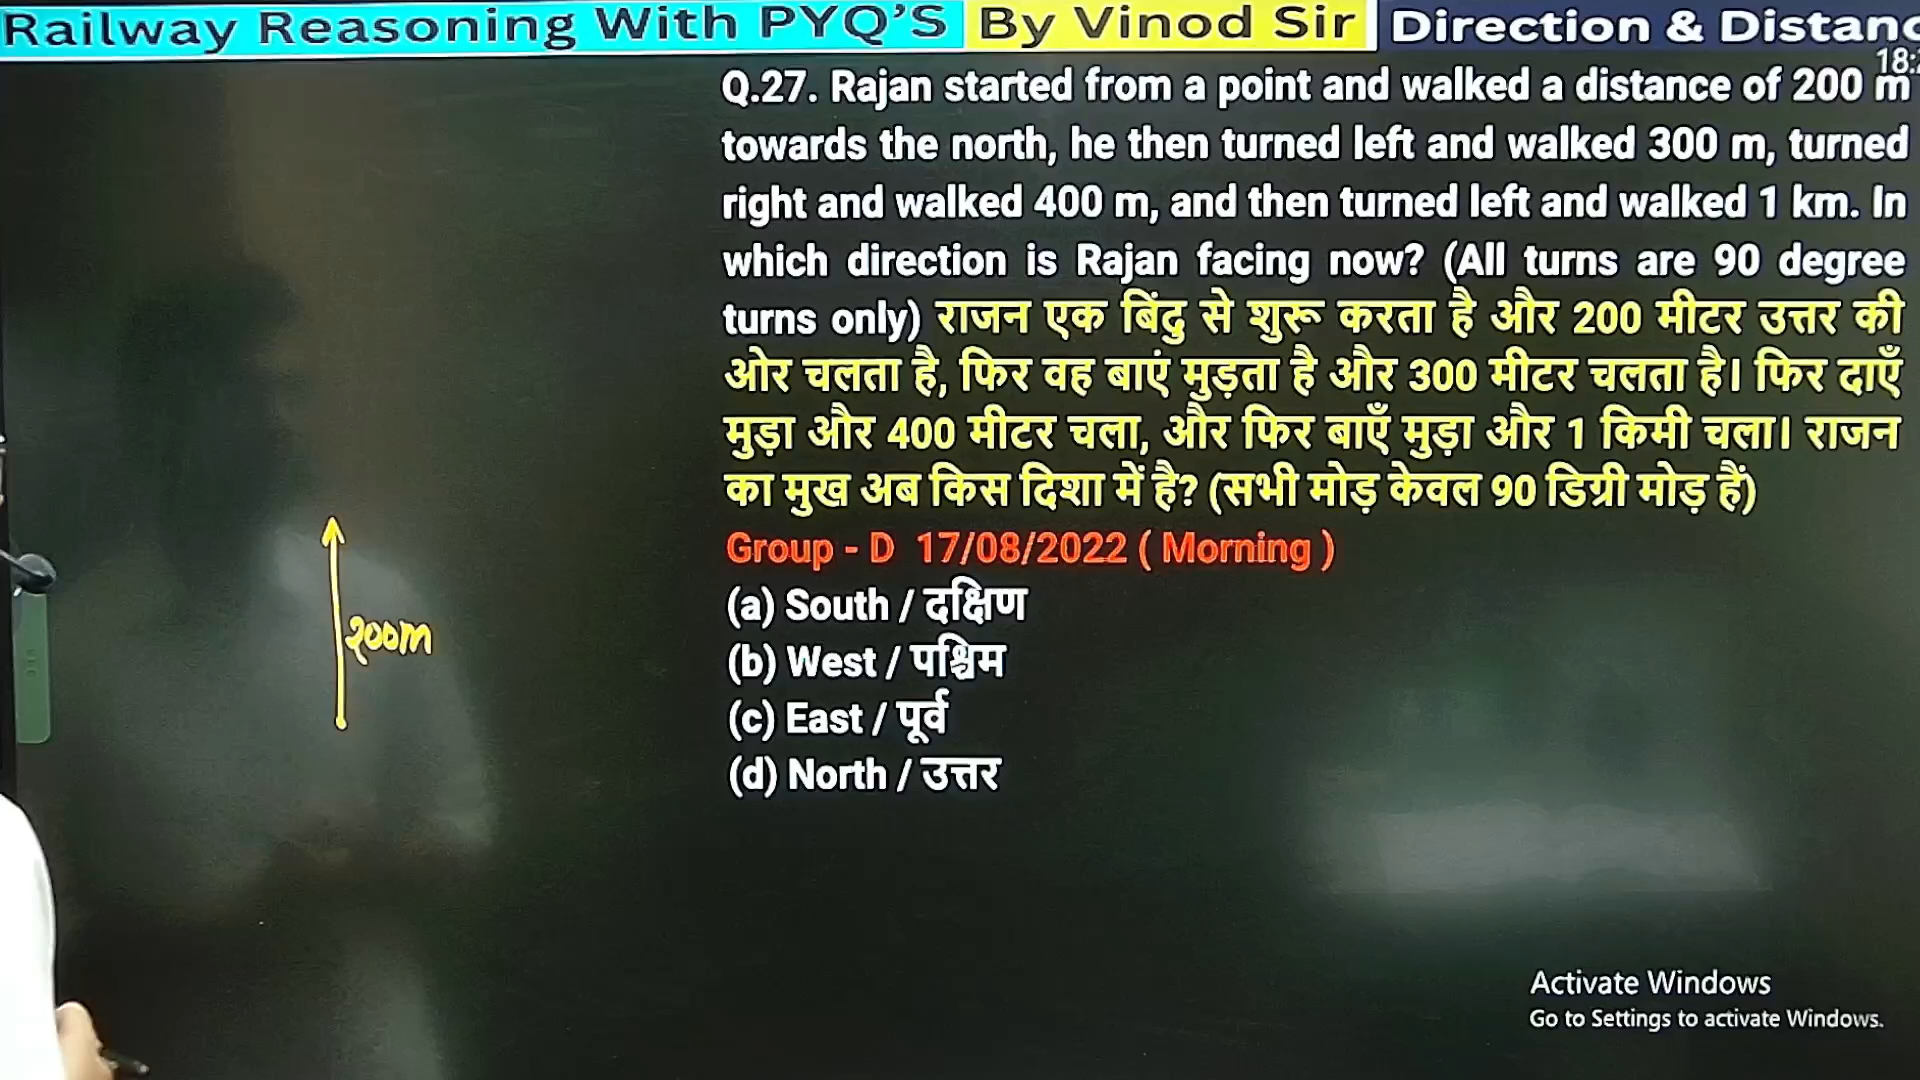 Railway Reasoning With PYQ'S By Vinod Sir Direction & Distanc
18:2
Q.27. Rajan started from a point and walked a distance of 200 m
towards the north, he then turned left and walked 300 m, turned
right and walked 400 m, and then turned left and walked 1 km. In
which direction is Rajan facing now? (All turns are 90 degree
turns only) राजन एक बिंदु से शुरू करता है और 200 मीटर उत्तर की
ओर चलता है, फिर वह बाएं मुड़ता है और 300 मीटर चलता है। फिर दाएँ
मुड़ा और 400 मीटर चला, और फिर बाएँ मुड़ा और 1 किमी चला। राजन
का मुख अब किस दिशा में है? (सभी मोड़ केवल 90 डिग्री मोड़ हैं)
Group - D 17/08/2022 ( Morning )
(a) South / दक्षिण
200m
(b) West / पश्चिम
(c) East / पूर्व
(d) North / उत्तर
Activate Windows
Go to Settings to activate Windows.